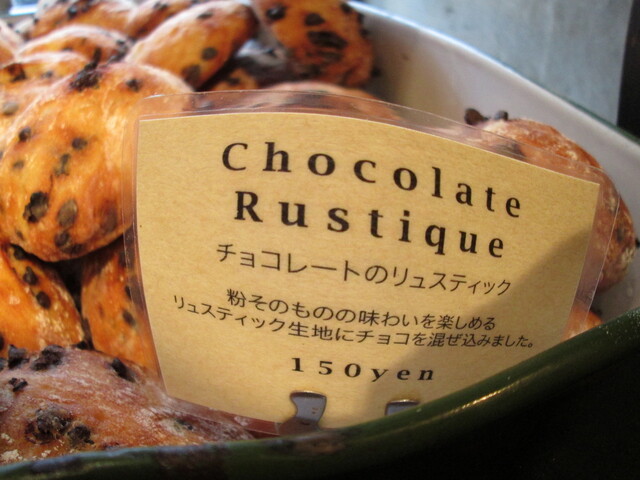 Chocolate
Rustique
チョコレートのリュスティック
粉そのものの味わいを楽しめる
リュスティック生地にチョコを混ぜ込みました。
150yen